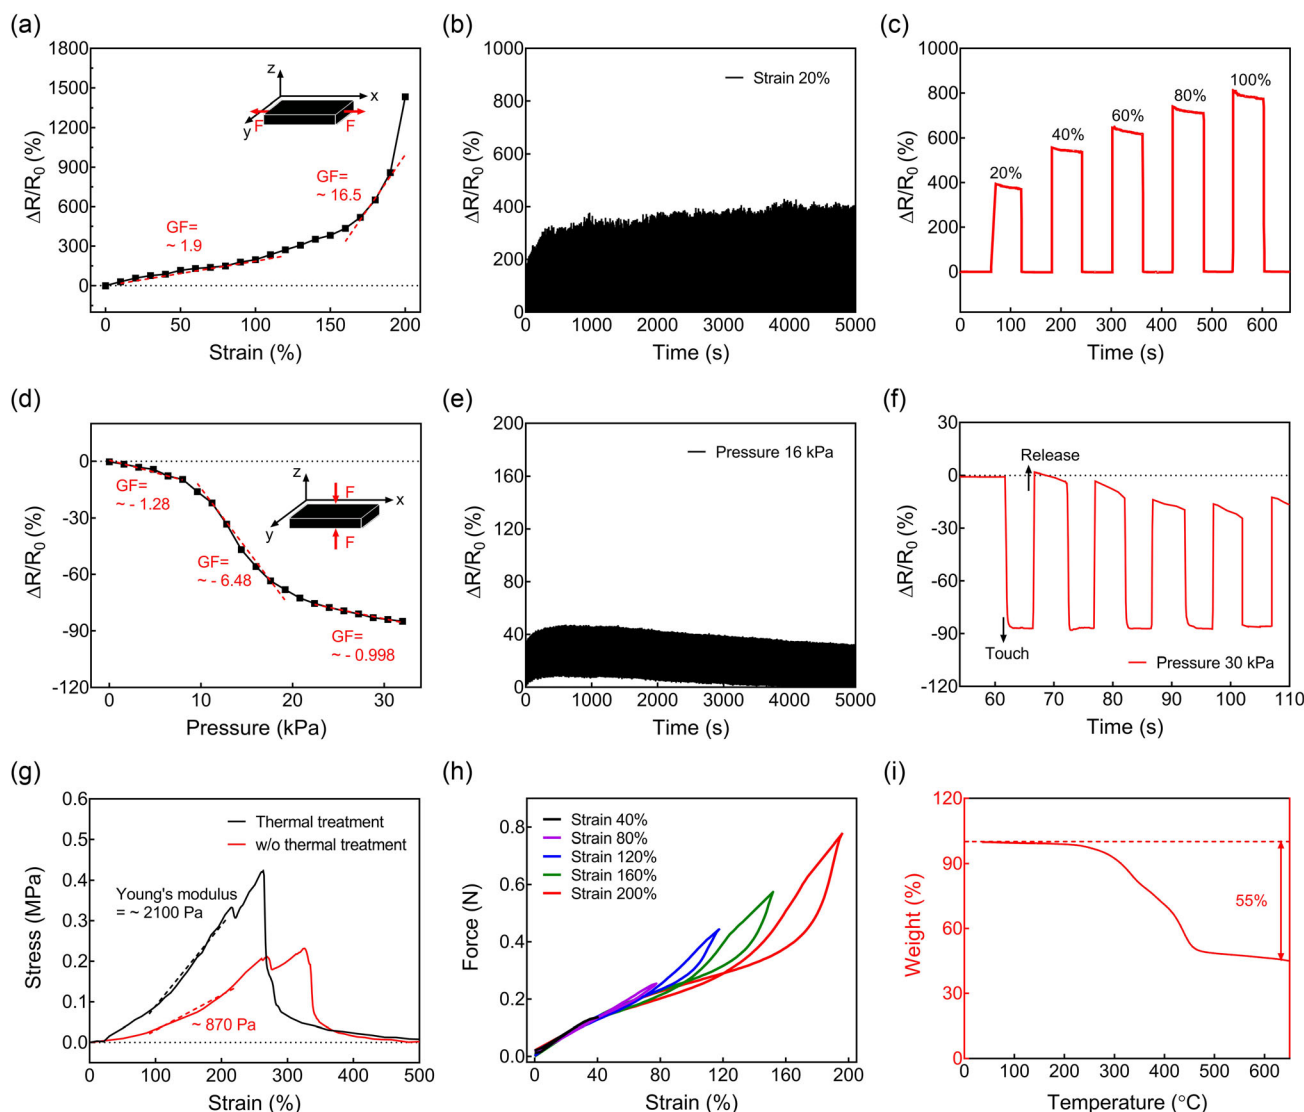 (a)
1800
1500
1200
900
600
300
0
ΔR/R0 (%)
z
x
y
F
F
GF=
~ 1.9
GF=
~ 16.5
0
50
100
150
200
Strain (%)
(b)
1000
800
600
400
200
0
ΔR/R0 (%)
Strain 20%
0
1000
2000
3000
4000
5000
Time (s)
(c)
1000
800
600
400
200
0
ΔR/R0 (%)
20%
40%
60%
80%
100%
0
100
200
300
400
500
600
Time (s)
(d)
0
-30
-60
-90
-120
ΔR/R0 (%)
GF=
~ - 1.28
GF=
~ - 6.48
GF=
~ - 0.998
z
F
x
y
F
0
10
20
30
Pressure (kPa)
(e)
200
160
120
80
40
0
ΔR/R0 (%)
Pressure 16 kPa
0
1000
2000
3000
4000
5000
Time (s)
(f)
30
0
-30
-60
-90
-120
ΔR/R0 (%)
Release
Touch
Pressure 30 kPa
60
70
80
90
100
110
Time (s)
(g)
0.6
0.5
0.4
0.3
0.2
0.1
0.0
Stress (MPa)
Thermal treatment
w/o thermal treatment
Young's modulus
= ~ 2100 Pa
~ 870 Pa
0
100
200
300
400
500
Strain (%)
(h)
0.8
0.6
0.4
0.2
0.0
Force (N)
Strain 40%
Strain 80%
Strain 120%
Strain 160%
Strain 200%
0
40
80
120
160
200
Strain (%)
(i)
120
90
60
30
0
Weight (%)
55%
0
100
200
300
400
500
600
Temperature (°C)